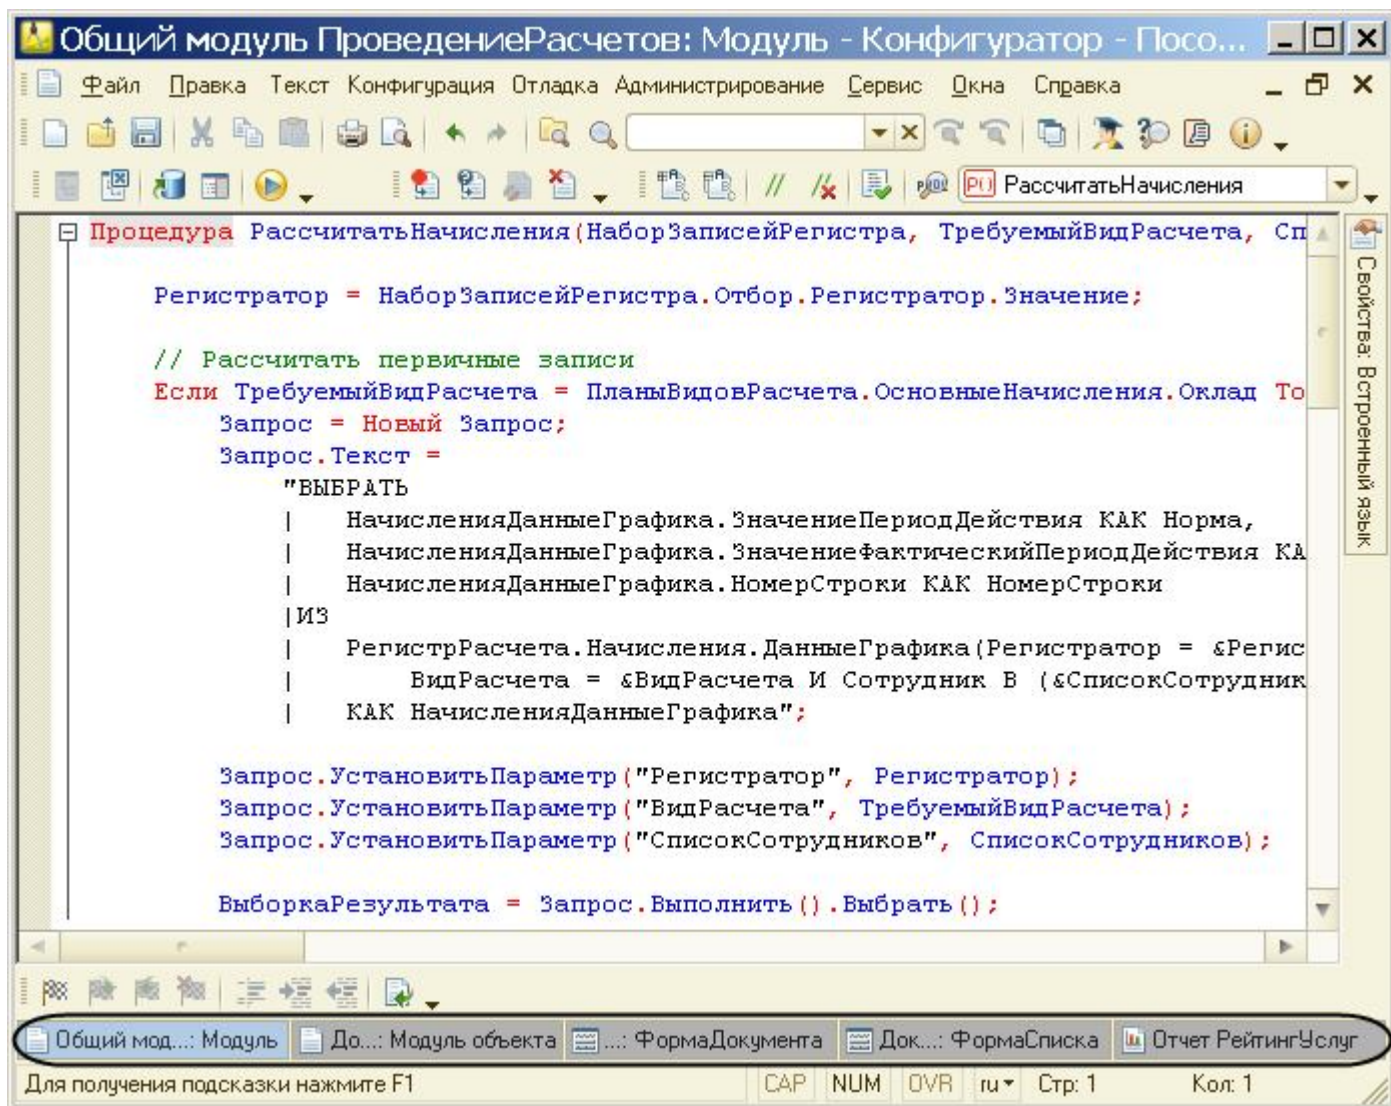 Общий модуль ПроведениеРасчетов: Модуль - Конфигуратор - Посо...
Файл Правка Текст Конфигурация Отладка Администрирование Сервис Окна Справка
РассчитатьНачисления
Процедура РассчитатьНачисления(НаборЗаписейРегистра, ТребуемыйВидРасчета, Сп
Регистратор = НаборЗаписейРегистра.Отбор.Регистратор.Значение;
// Рассчитать первичные записи
Если ТребуемыйВидРасчета = ПланыВидовРасчета.ОсновныеНачисления.Оклад То
Запрос = Новый Запрос;
Запрос.Текст =
"ВЫБРАТЬ
|    НачисленияДанныеГрафика.ЗначениеПериодДействия КАК Норма,
|    НачисленияДанныеГрафика.ЗначениеФактическийПериодДействия КА
|    НачисленияДанныеГрафика.НомерСтроки КАК НомерСтроки
|ИЗ
|    РегистрРасчета.Начисления.ДанныеГрафика(Регистратор = &Регис
|        ВидРасчета = &ВидРасчета И Сотрудник В (&СписокСотрудник
|    КАК НачисленияДанныеГрафика";
Запрос.УстановитьПараметр("Регистратор", Регистратор);
Запрос.УстановитьПараметр("ВидРасчета", ТребуемыйВидРасчета);
Запрос.УстановитьПараметр("СписокСотрудников", СписокСотрудников);
ВыборкаРезультата = Запрос.Выполнить().Выбрать();
Свойства: Встроенный язык
Общий мод...: Модуль До...: Модуль объекта ...: ФормаДокумента Док...: ФормаСписка Отчет РейтингУслуг
Для получения подсказки нажмите F1 CAP NUM OVR ru Стр: 1 Кол: 1